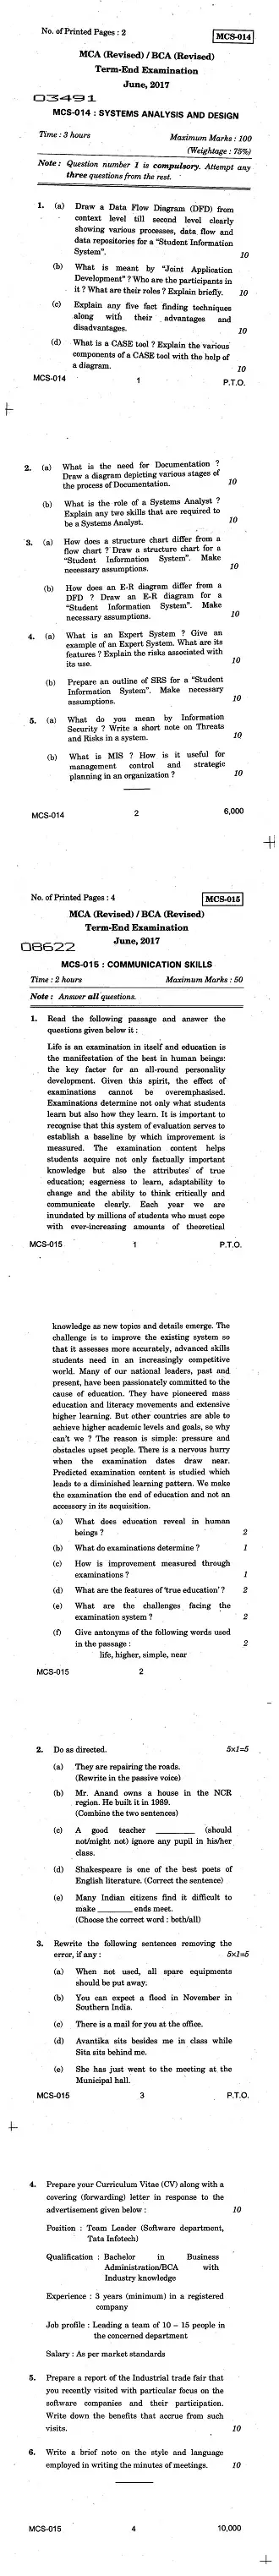 No. of Printed Pages : 2
MCS-014
MCA (Revised) / BCA (Revised)
Term-End Examination
June, 2017
03491
MCS-014 : SYSTEMS ANALYSIS AND DESIGN
Time : 3 hours Maximum Marks : 100
(Weightage : 75%)
Note : Question number 1 is compulsory. Attempt any
three questions from the rest.
1. (a) Draw a Data Flow Diagram (DFD) from
context level till second level clearly
showing various processes, data flow and
data repositories for a "Student Information
System". 10
(b) What is meant by "Joint Application
Development" ? Who are the participants in
it ? What are their roles ? Explain briefly. 10
(c) Explain any five fact finding techniques
along with their advantages and
disadvantages. 10
(d) What is a CASE tool ? Explain the various
components of a CASE tool with the help of
a diagram. 10
MCS-014 1 P.T.O.
2. (a) What is the need for Documentation ?
Draw a diagram depicting various stages of
the process of Documentation. 10
(b) What is the role of a Systems Analyst ?
Explain any two skills that are required to
be a Systems Analyst. 10
3. (a) How does a structure chart differ from a
flow chart ? Draw a structure chart for a
"Student Information System". Make
necessary assumptions. 10
(b) How does an E-R diagram differ from a
DFD ? Draw an E-R diagram for a
"Student Information System". Make
necessary assumptions. 10
4. (a) What is an Expert System ? Give an
example of an Expert System. What are its
features ? Explain the risks associated with
its use. 10
(b) Prepare an outline of SRS for a "Student
Information System". Make necessary
assumptions. 10
5. (a) What do you mean by Information
Security ? Write a short note on Threats
and Risks in a system. 10
(b) What is MIS ? How is it useful for
management control and strategic
planning in an organization ? 10
MCS-014 2 6,000
No. of Printed Pages : 4
MCS-015
MCA (Revised) / BCA (Revised)
Term-End Examination
June, 2017
08622
MCS-015 : COMMUNICATION SKILLS
Time : 2 hours Maximum Marks : 50
Note : Answer all questions.
1. Read the following passage and answer the
questions given below it :
Life is an examination in itself and education is
the manifestation of the best in human beings:
the key factor for an all-round personality
development. Given this spirit, the effect of
examinations cannot be overemphasised.
Examinations determine not only what students
learn but also how they learn. It is important to
recognise that this system of evaluation serves to
establish a baseline by which improvement is
measured. The examination content helps
students acquire not only factually important
knowledge but also the attributes of true
education; eagerness to learn, adaptability to
change and the ability to think critically and
communicate clearly. Each year we are
inundated by millions of students who must cope
with ever-increasing amounts of theoretical
MCS-015 1 P.T.O.
knowledge as new topics and details emerge. The
challenge is to improve the existing system so
that it assesses more accurately, advanced skills
students need in an increasingly competitive
world. Many of our national leaders, past and
present, have been passionately committed to the
cause of education. They have pioneered mass
education and literacy movements and extensive
higher learning. But other countries are able to
achieve higher academic levels and goals, so why
can't we ? The reason is simple: pressure and
obstacles upset people. There is a nervous hurry
when the examination dates draw near.
Predicted examination content is studied which
leads to a diminished learning pattern. We make
the examination the end of education and not an
accessory in its acquisition.
(a) What does education reveal in human
beings ? 2
(b) What do examinations determine ? 1
(c) How is improvement measured through
examinations ? 1
(d) What are the features of 'true education' ? 2
(e) What are the challenges facing the
examination system ? 2
(f) Give antonyms of the following words used
in the passage : 2
life, higher, simple, near
MCS-015 2
2. Do as directed. 5x1=5
(a) They are repairing the roads.
(Rewrite in the passive voice)
(b) Mr. Anand owns a house in the NCR
region. He built it in 1989.
(Combine the two sentences)
(c) A good teacher ________ (should
not/might not) ignore any pupil in his/her
class.
(d) Shakespeare is one of the best poets of
English literature. (Correct the sentence)
(e) Many Indian citizens find it difficult to
make ________ ends meet.
(Choose the correct word : both/all)
3. Rewrite the following sentences removing the
error, if any : 5x1=5
(a) When not used, all spare equipments
should be put away.
(b) You can expect a flood in November in
Southern India.
(c) There is a mail for you at the office.
(d) Avantika sits besides me in class while
Sita sits behind me.
(e) She has just went to the meeting at the
Municipal hall.
MCS-015 3 P.T.O.
4. Prepare your Curriculum Vitae (CV) along with a
covering (forwarding) letter in response to the
advertisement given below : 10
Position : Team Leader (Software department,
Tata Infotech)
Qualification : Bachelor in Business
Administration/BCA with
Industry knowledge
Experience : 3 years (minimum) in a registered
company
Job profile : Leading a team of 10 – 15 people in
the concerned department
Salary : As per market standards
5. Prepare a report of the Industrial trade fair that
you recently visited with particular focus on the
software companies and their participation.
Write down the benefits that accrue from such
visits. 10
6. Write a brief note on the style and language
employed in writing the minutes of meetings. 10
MCS-015 4 10,000